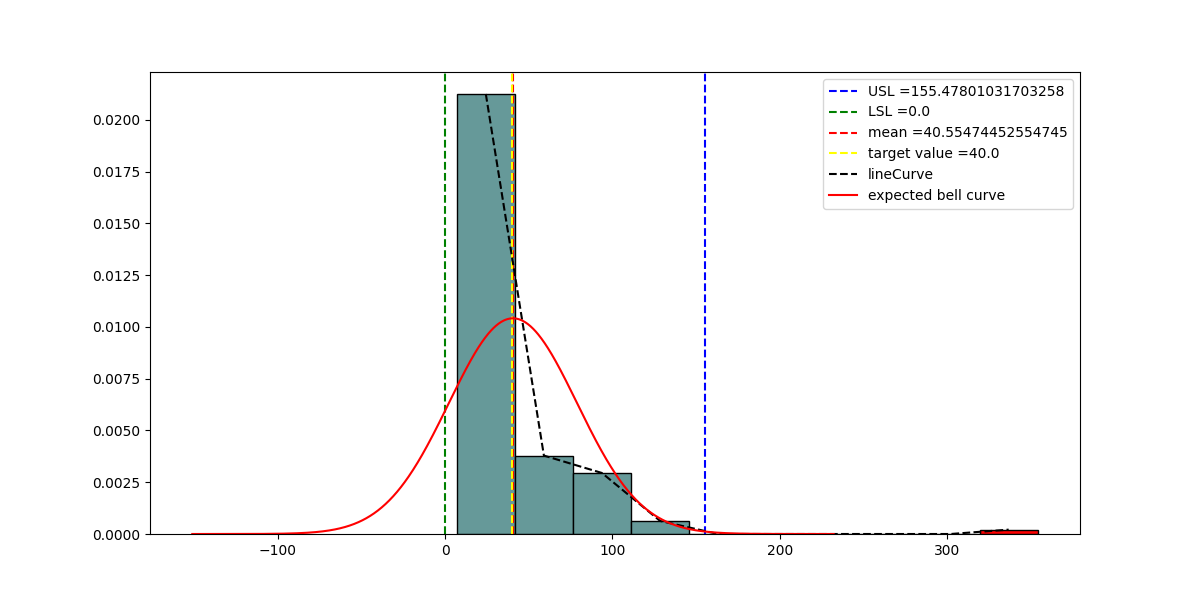 USL =155.47801031703258
LSL =0.0
mean =40.55474452554745
target value =40.0
lineCurve
expected bell curve
0.0200
0.0175
0.0150
0.0125
0.0100
0.0075
0.0050
0.0025
0.0000
−100 0 100 200 300